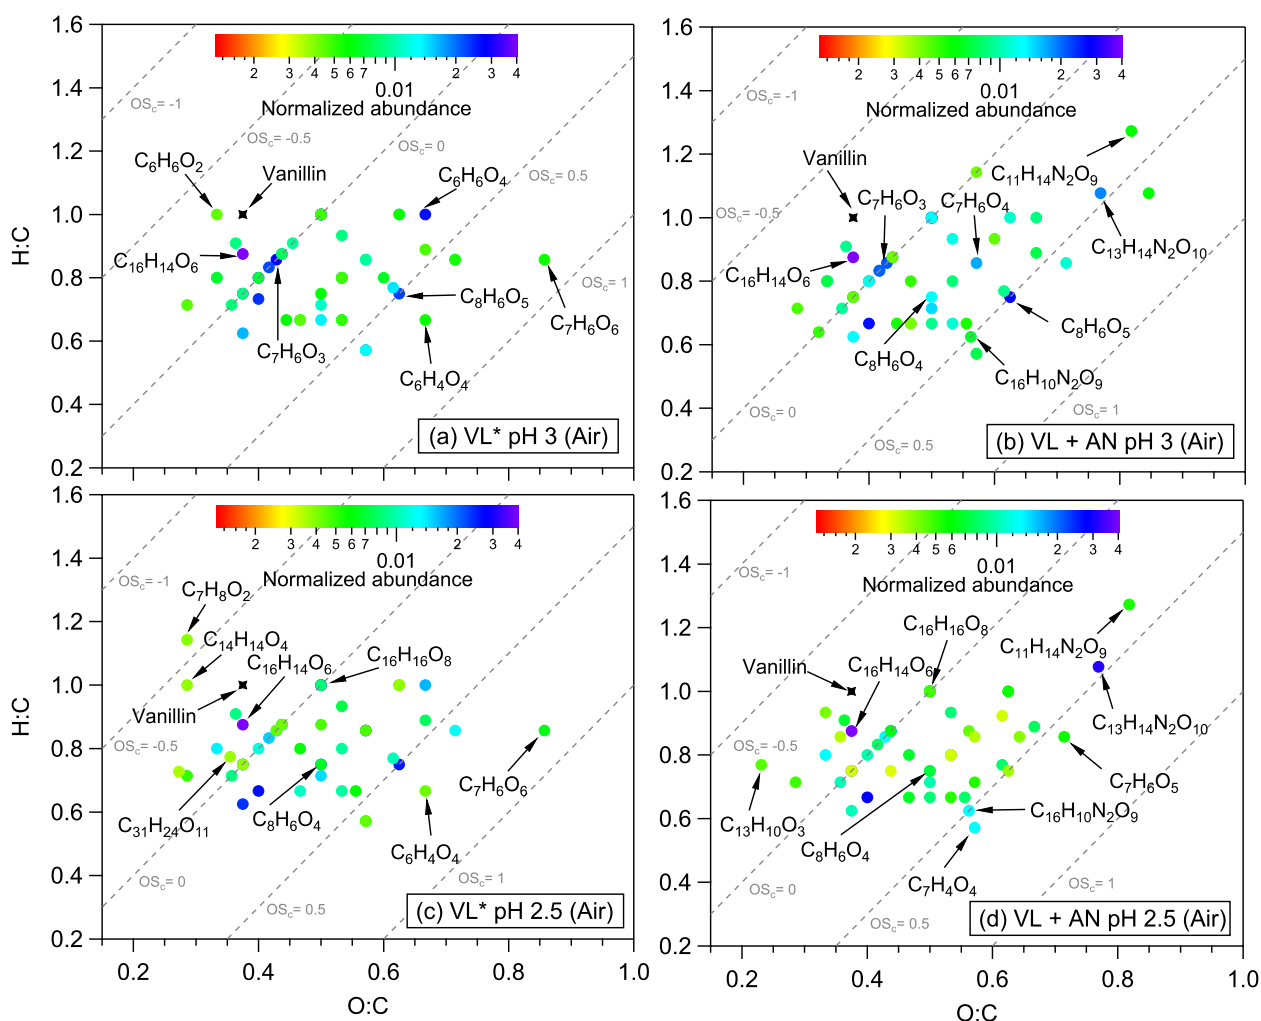 1.6
1.4
1.2
1.0
0.8
0.6
0.4
0.2
H:C
2 3 4 5 6 7 2 3 4
0.01
Normalized abundance
OSc= -1
OSc= -0.5
OSc= 0
OSc= 0.5
OSc= 1
C6H6O2
Vanillin
C6H6O4
C16H14O6
C8H6O5
C7H6O6
C7H6O3
C6H4O4
(a) VL* pH 3 (Air)
1.6
1.4
1.2
1.0
0.8
0.6
0.4
0.2
2 3 4 5 6 7 2 3 4
0.01
Normalized abundance
OSc= -1
OSc= -0.5
OSc= 0
OSc= 0.5
OSc= 1
Vanillin
C11H14N2O9
C7H6O3
C7H6O4
C13H14N2O10
C16H14O6
C8H6O5
C8H6O4
C16H10N2O9
(b) VL + AN pH 3 (Air)
1.6
1.4
1.2
1.0
0.8
0.6
0.4
0.2
H:C
2 3 4 5 6 7 2 3 4
0.01
Normalized abundance
OSc= -1
OSc= -0.5
OSc= 0
OSc= 0.5
OSc= 1
C7H8O2
C14H14O4
C16H14O6
C16H16O8
Vanillin
C7H6O6
C31H24O11
C8H6O4
C6H4O4
(c) VL* pH 2.5 (Air)
0.2 0.4 0.6 0.8 1.0
O:C
1.6
1.4
1.2
1.0
0.8
0.6
0.4
0.2
2 3 4 5 6 7 2 3 4
0.01
Normalized abundance
OSc= -1
OSc= -0.5
OSc= 0
OSc= 0.5
OSc= 1
C16H16O8
C11H14N2O9
Vanillin
C16H14O6
C13H14N2O10
C7H6O5
C13H10O3
C16H10N2O9
C8H6O4
C7H4O4
(d) VL + AN pH 2.5 (Air)
0.2 0.4 0.6 0.8 1.0
O:C